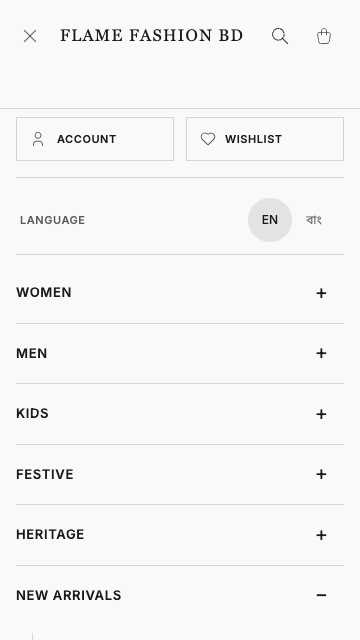 FLAME FASHION BD
ACCOUNT
WISHLIST
LANGUAGE
EN
বাং
WOMEN
MEN
KIDS
FESTIVE
HERITAGE
NEW ARRIVALS